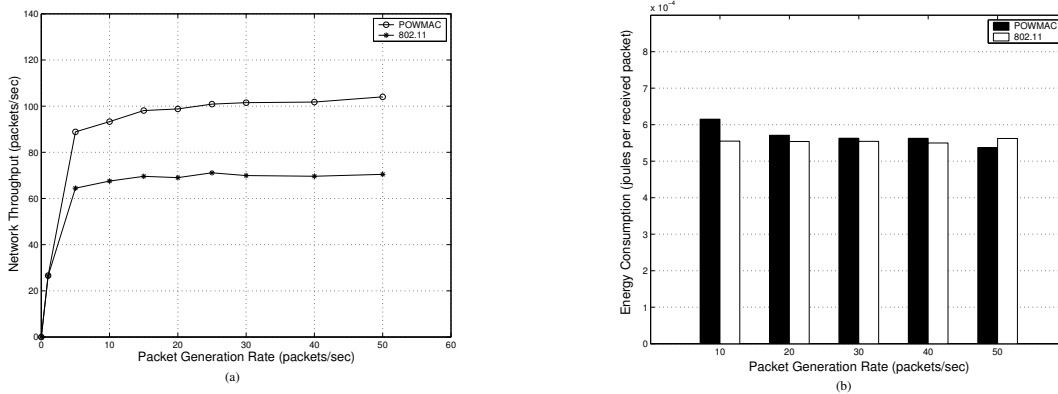 140
120
100
80
60
40
20
0
Network Throughput (packets/sec)
POWMAC
802.11
0 10 20 30 40 50 60
Packet Generation Rate (packets/sec)
(a)
x 10⁻⁴
8
7
6
5
4
3
2
1
0
Energy Consumption (joules per received packet)
POWMAC
802.11
10 20 30 40 50
Packet Generation Rate (packets/sec)
(b)